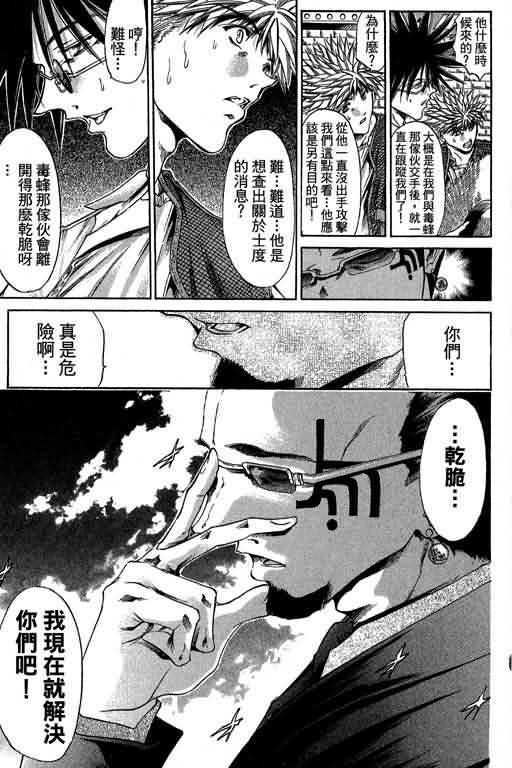 他什麼時
候來的？
大概是在我們與毒蜂
那傢伙交手後，就一
直在跟蹤我們了！
為什麼？
從他一直沒出手攻擊
我們這點來看…他應
該是另有目的吧！
難…難道…他是
想查出關於士度
的消息？
哼！
難怪…
毒蜂那傢伙會離
開得那麼乾脆呀
…
你們…
真是危
險啊…
…乾脆…
我現在就解決
你們吧！